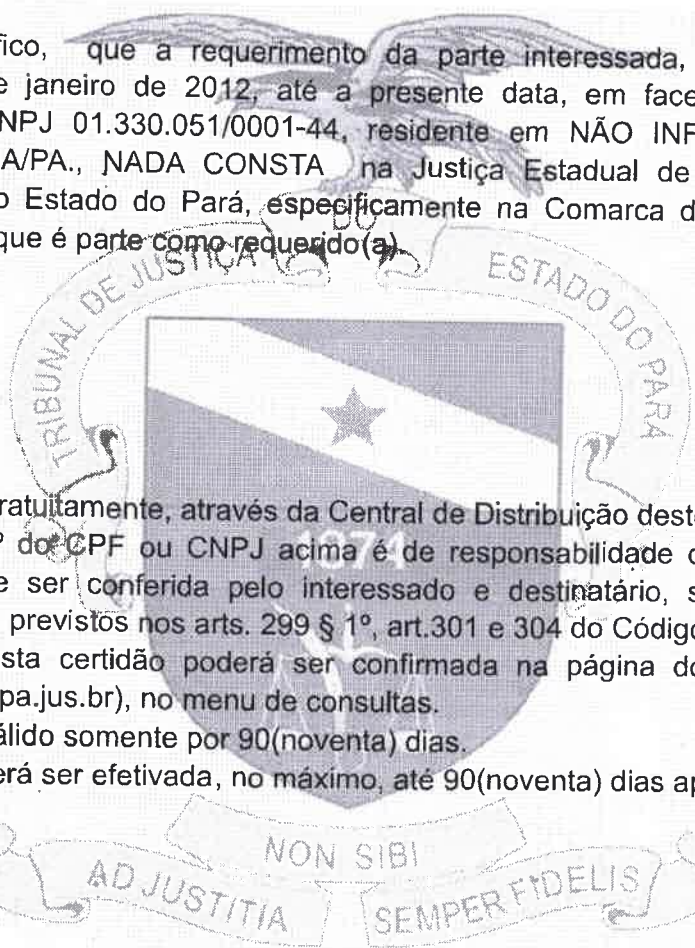 fico, que a requerimento da parte interessada,
e janeiro de 2012, até a presente data, em face
NPJ 01.330.051/0001-44, residente em NÃO INF
A/PA., NADA CONSTA na Justiça Estadual de
o Estado do Pará, especificamente na Comarca d
que é parte como requerido(a).
TRIBUNAL DE JUSTIÇA DO ESTADO DO PARÁ
ratuitamente, através da Central de Distribuição dest
º do CPF ou CNPJ acima é de responsabilidade
1874
e ser conferida pelo interessado e destinatário, s
previstos nos arts. 299 § 1º, art.301 e 304 do Código
sta certidão poderá ser confirmada na página do
pa.jus.br), no menu de consultas.
álido somente por 90(noventa) dias.
erá ser efetivada, no máximo, até 90(noventa) dias ap
NON SIBI
AD JUSTITIA SEMPER FIDELIS